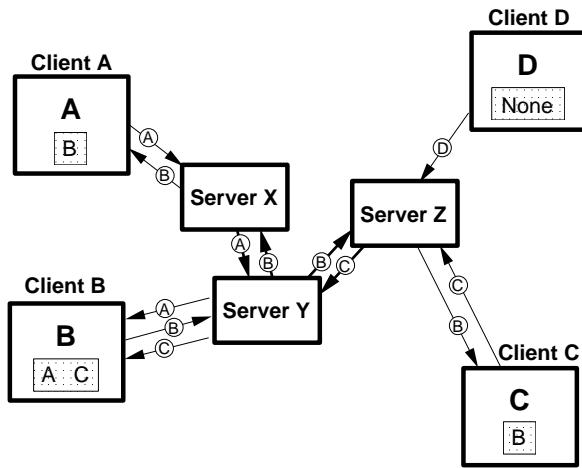 Client D
D
None
Client A
A
B
A
B
D
Server X
Server Z
A
B
B
C
C
B
Client B
B
A C
A
B
C
Server Y
Client C
C
B